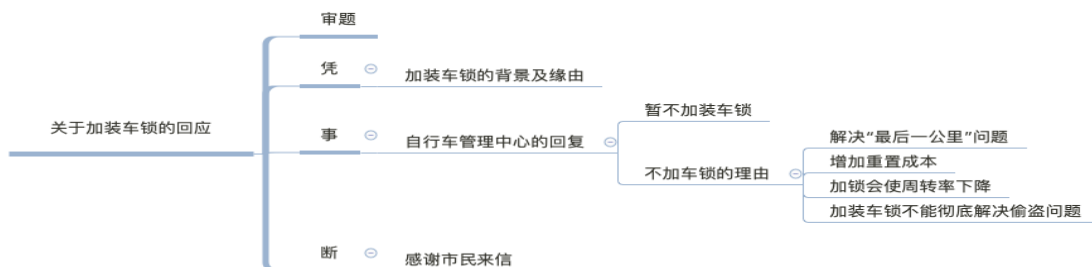 审题
凭
加装车锁的背景及缘由
关于加装车锁的回应
事
自行车管理中心的回复
暂不加装车锁
不加车锁的理由
解决“最后一公里”问题
增加重置成本
加锁会使周转率下降
加装车锁不能彻底解决偷盗问题
断
感谢市民来信